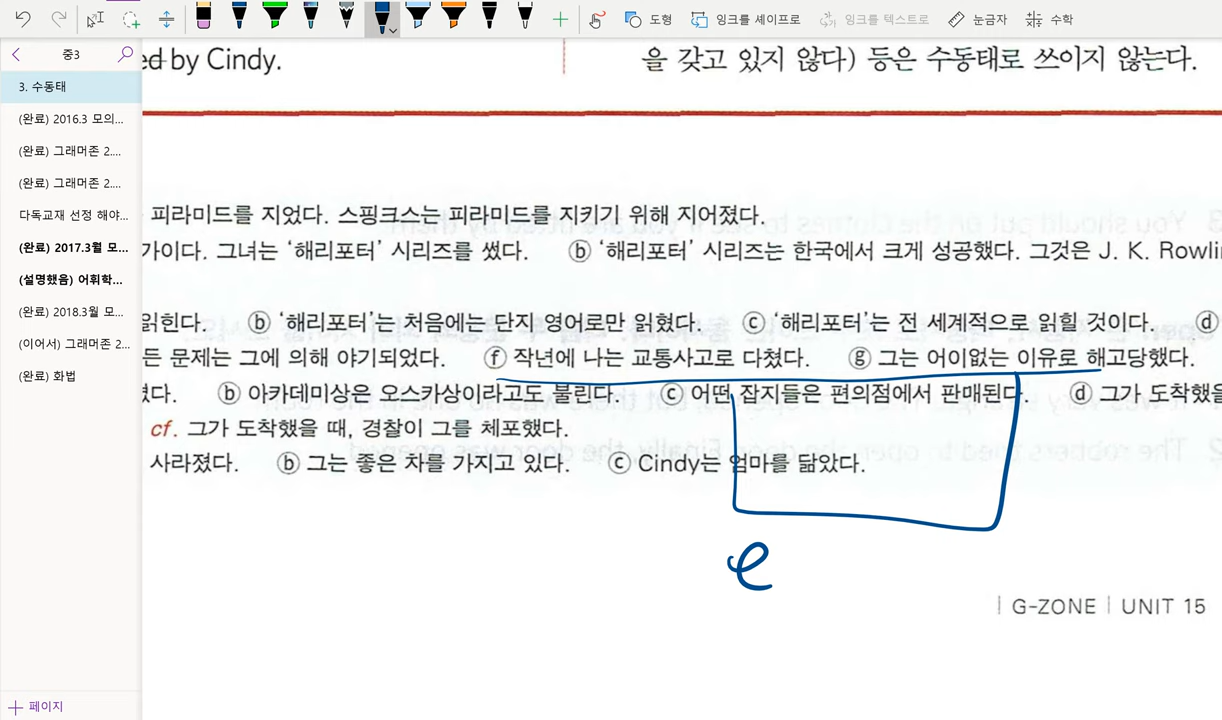 도형 잉크를 셰이프로 잉크를 텍스트로 눈금자 수학
중3
3. 수동태
(완료) 2016.3 모의...
(완료) 그래머존 2....
(완료) 그래머존 2....
다독교재 선정 해야...
(완료) 2017.3월 모...
(설명했음) 어휘학...
(완료) 2018.3월 모...
(이어서) 그래머존 2...
(완료) 화법
페이지
ed by Cindy.
을 갖고 있지 않다) 등은 수동태로 쓰이지 않는다.
피라미드를 지었다. 스핑크스는 피라미드를 지키기 위해 지어졌다.
가이다. 그녀는 ‘해리포터’ 시리즈를 썼다. ⓑ ‘해리포터’ 시리즈는 한국에서 크게 성공했다. 그것은 J. K. Rowlin
읽힌다. ⓑ ‘해리포터’는 처음에는 단지 영어로만 읽혔다. ⓒ ‘해리포터’는 전 세계적으로 읽힐 것이다. ⓓ
든 문제는 그에 의해 야기되었다. ⓕ 작년에 나는 교통사고로 다쳤다. ⓖ 그는 어이없는 이유로 해고당했다.
졌다. ⓑ 아카데미상은 오스카상이라고도 불린다. ⓒ 어떤 잡지들은 편의점에서 판매된다. ⓓ 그가 도착했을
cf. 그가 도착했을 때, 경찰이 그를 체포했다.
사라졌다. ⓑ 그는 좋은 차를 가지고 있다. ⓒ Cindy는 엄마를 닮았다.
e
G-ZONE | UNIT 15